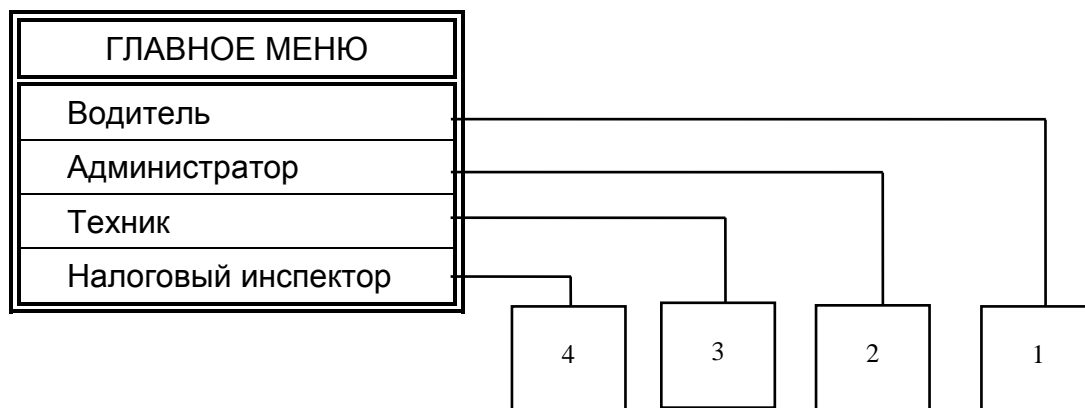 ГЛАВНОЕ МЕНЮ
Водитель
Администратор
Техник
Налоговый инспектор
4 3 2 1